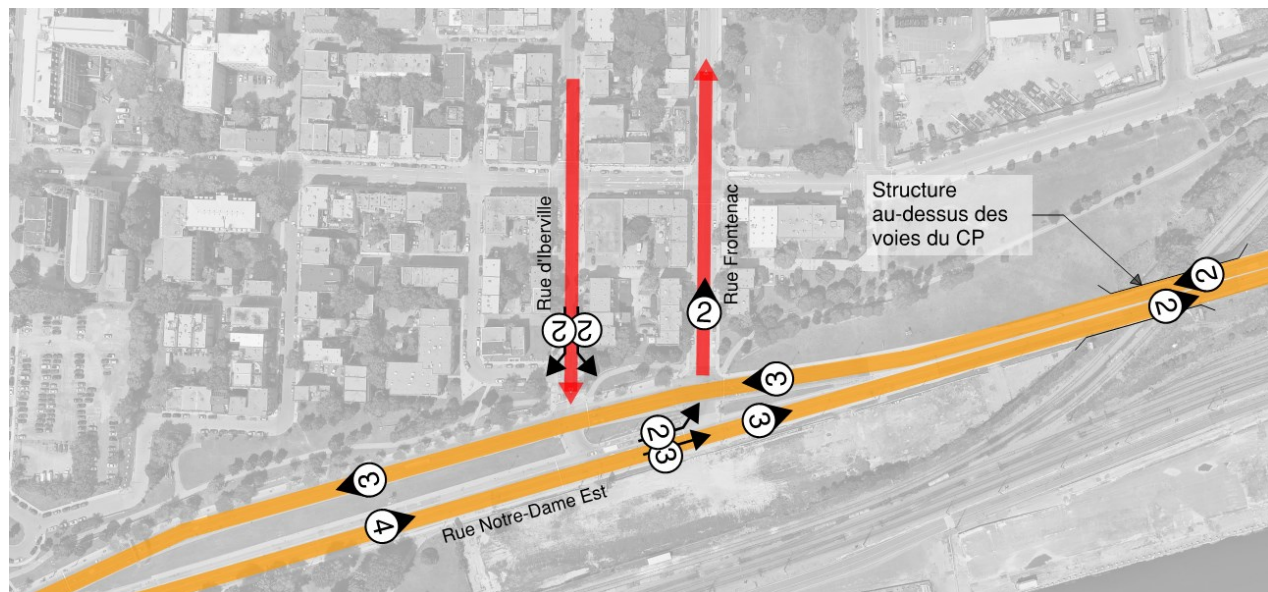 Structure
au-dessus des
voies du CP
Rue d'Iberville
Rue Frontenac
2
2
2
2
2
3
3
2
3
3
4
Rue Notre-Dame Est